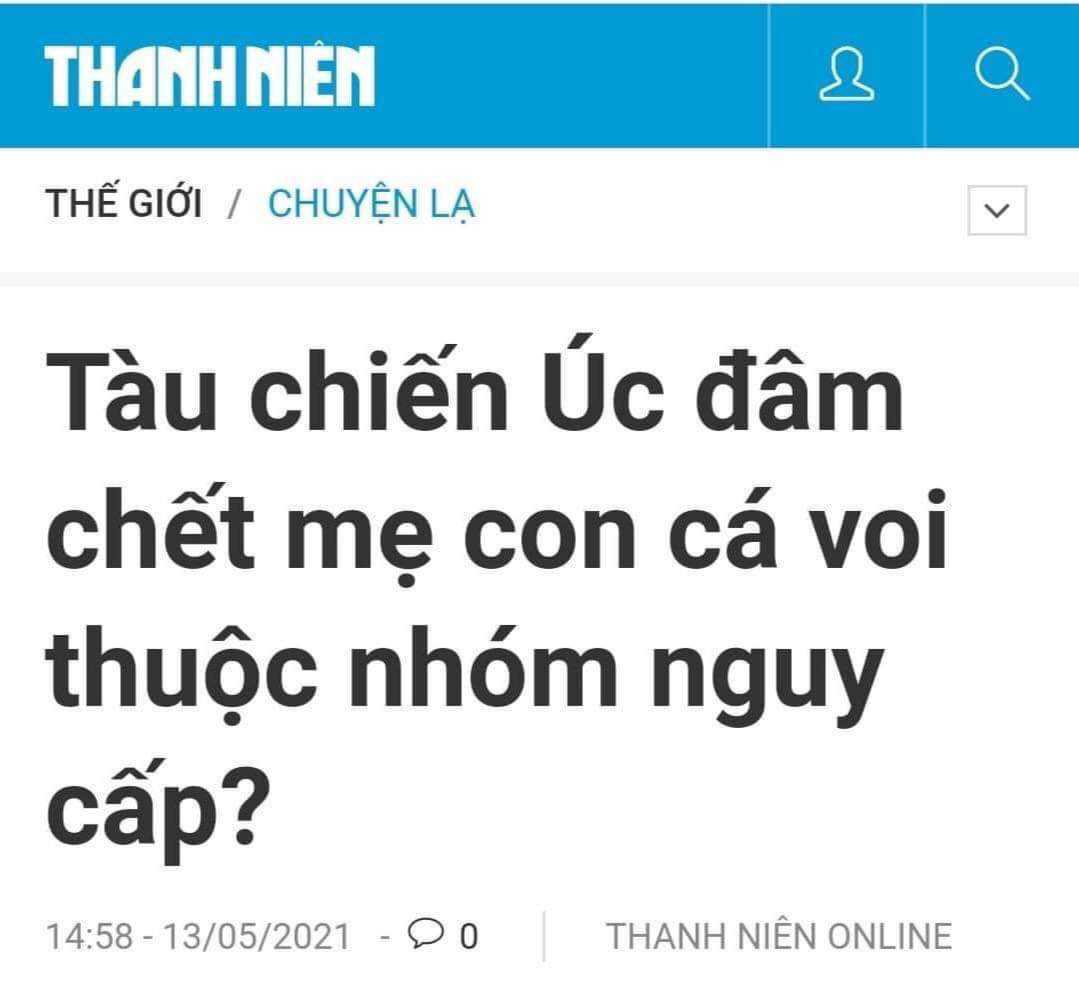 THANH NIÊN
THẾ GIỚI / CHUYỆN LẠ
Tàu chiến Úc đâm
chết mẹ con cá voi
thuộc nhóm nguy
cấp?
14:58 - 13/05/2021 - 0 THANH NIÊN ONLINE